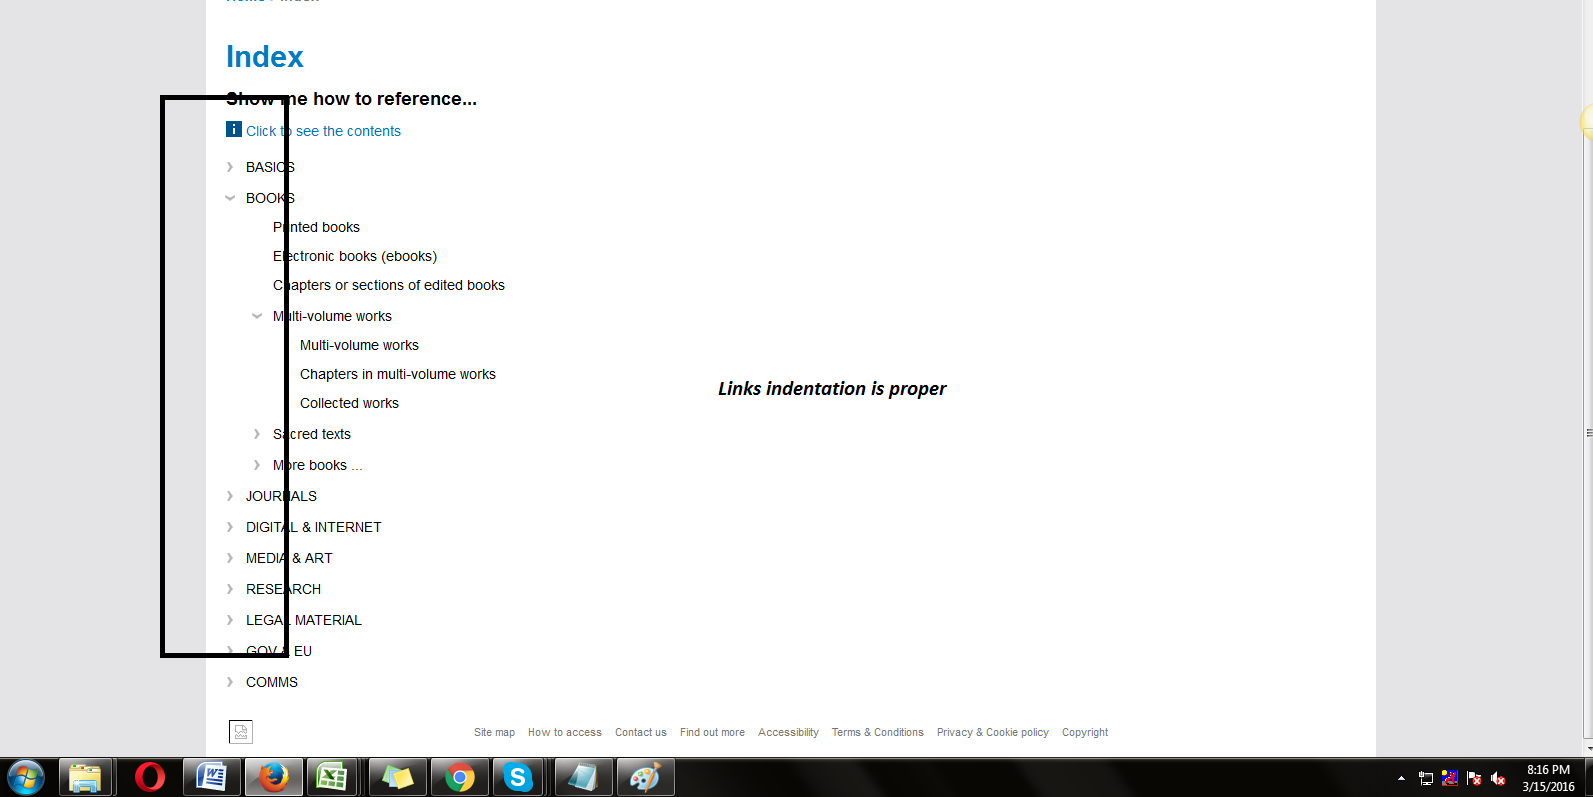 Home > Index
Index
Show me how to reference...
Click to see the contents
BASICS
BOOKS
Printed books
Electronic books (ebooks)
Chapters or sections of edited books
Multi-volume works
Multi-volume works
Chapters in multi-volume works
Collected works
Links indentation is proper
Sacred texts
More books ...
JOURNALS
DIGITAL & INTERNET
MEDIA & ART
RESEARCH
LEGAL MATERIAL
GOV & EU
COMMS
Site map How to access Contact us Find out more Accessibility Terms & Conditions Privacy & Cookie policy Copyright
8:16 PM
3/15/2016